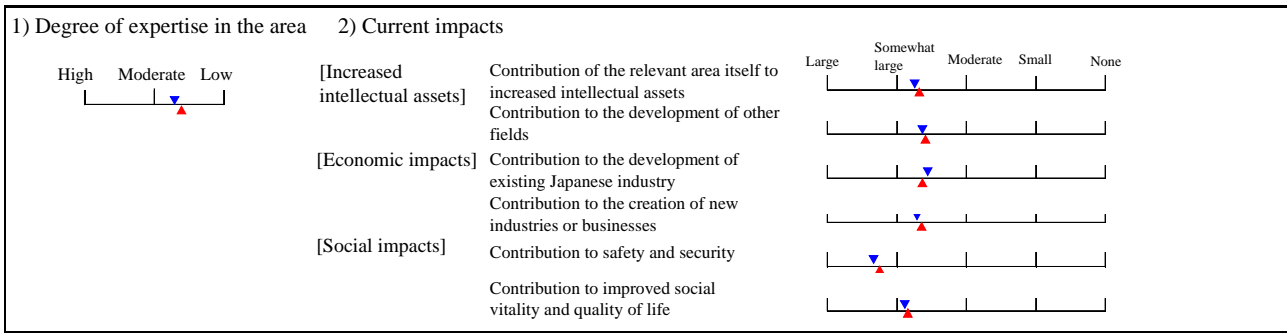 1) Degree of expertise in the area 2) Current impacts
High Moderate Low
[Increased
intellectual assets]
Contribution of the relevant area itself to
increased intellectual assets
Large Somewhat
large Moderate Small None
Contribution to the development of other
fields
[Economic impacts]
Contribution to the development of
existing Japanese industry
Contribution to the creation of new
industries or businesses
[Social impacts]
Contribution to safety and security
Contribution to improved social
vitality and quality of life